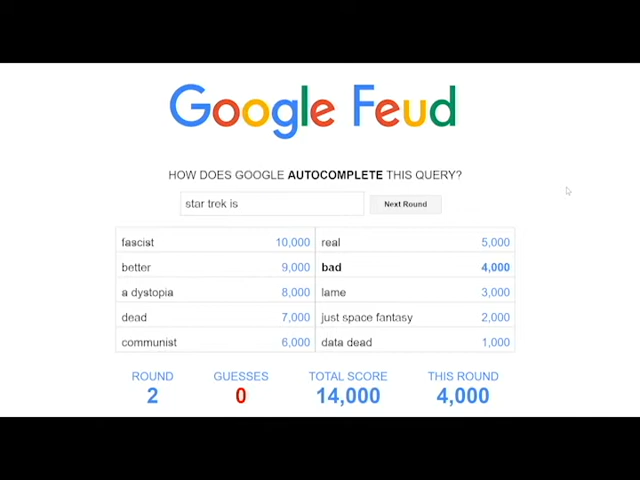 Google Feud
HOW DOES GOOGLE AUTOCOMPLETE THIS QUERY?
star trek is
Next Round
fascist 10,000 real 5,000
better 9,000 bad 4,000
a dystopia 8,000 lame 3,000
dead 7,000 just space fantasy 2,000
communist 6,000 data dead 1,000
ROUND GUESSES TOTAL SCORE THIS ROUND
2 0 14,000 4,000